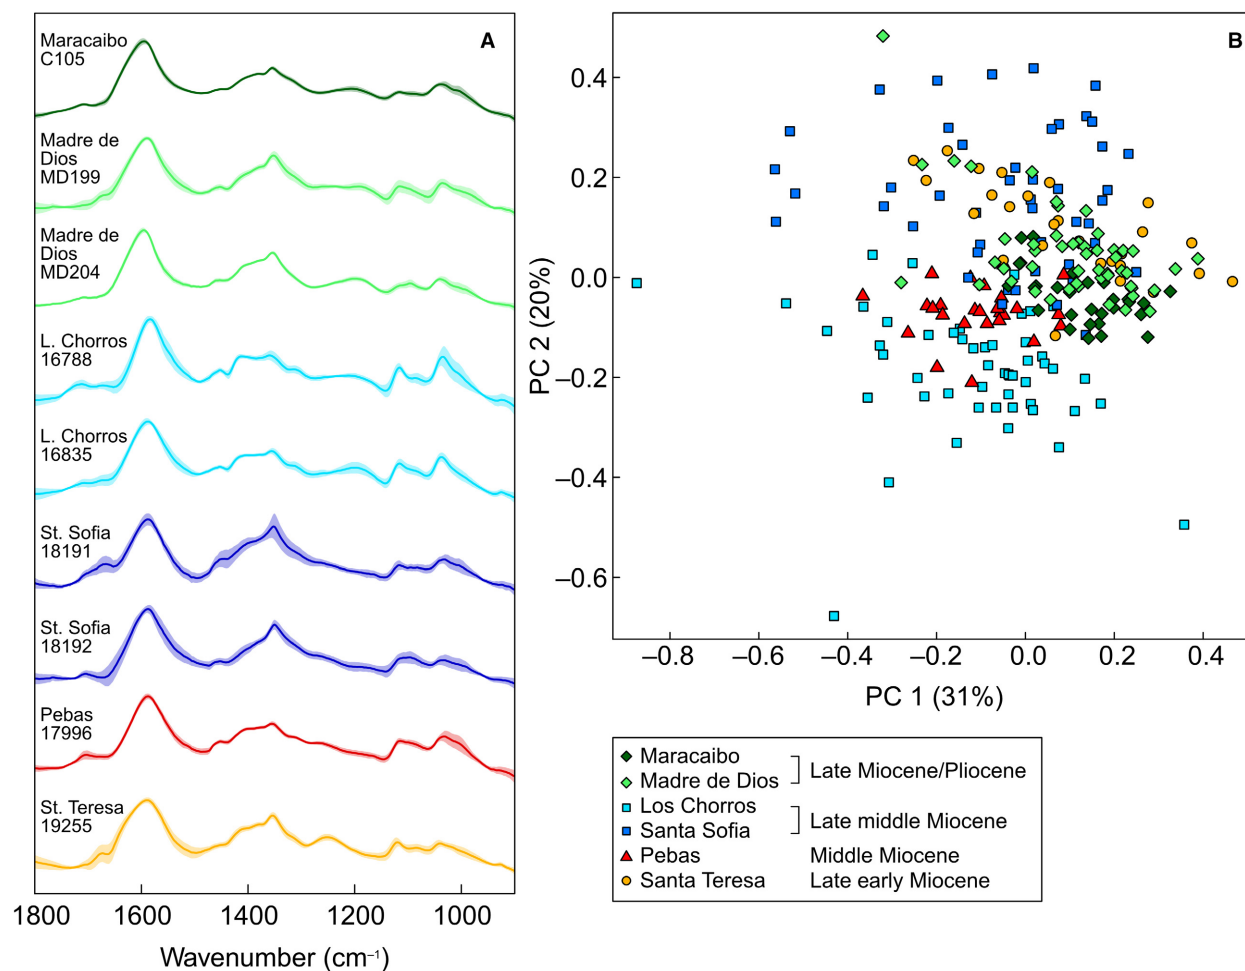 A
Maracaibo
C105
Madre de
Dios
MD199
Madre de
Dios
MD204
L. Chorros
16788
L. Chorros
16835
St. Sofia
18191
St. Sofia
18192
Pebas
17996
St. Teresa
19255
1800 1600 1400 1200 1000
Wavenumber (cm⁻¹)
B
0.4
0.2
0.0
–0.2
–0.4
–0.6
PC 2 (20%)
–0.8 –0.6 –0.4 –0.2 0.0 0.2 0.4
PC 1 (31%)
Maracaibo
Madre de Dios
Late Miocene/Pliocene
Los Chorros
Santa Sofia
Late middle Miocene
Pebas Middle Miocene
Santa Teresa Late early Miocene